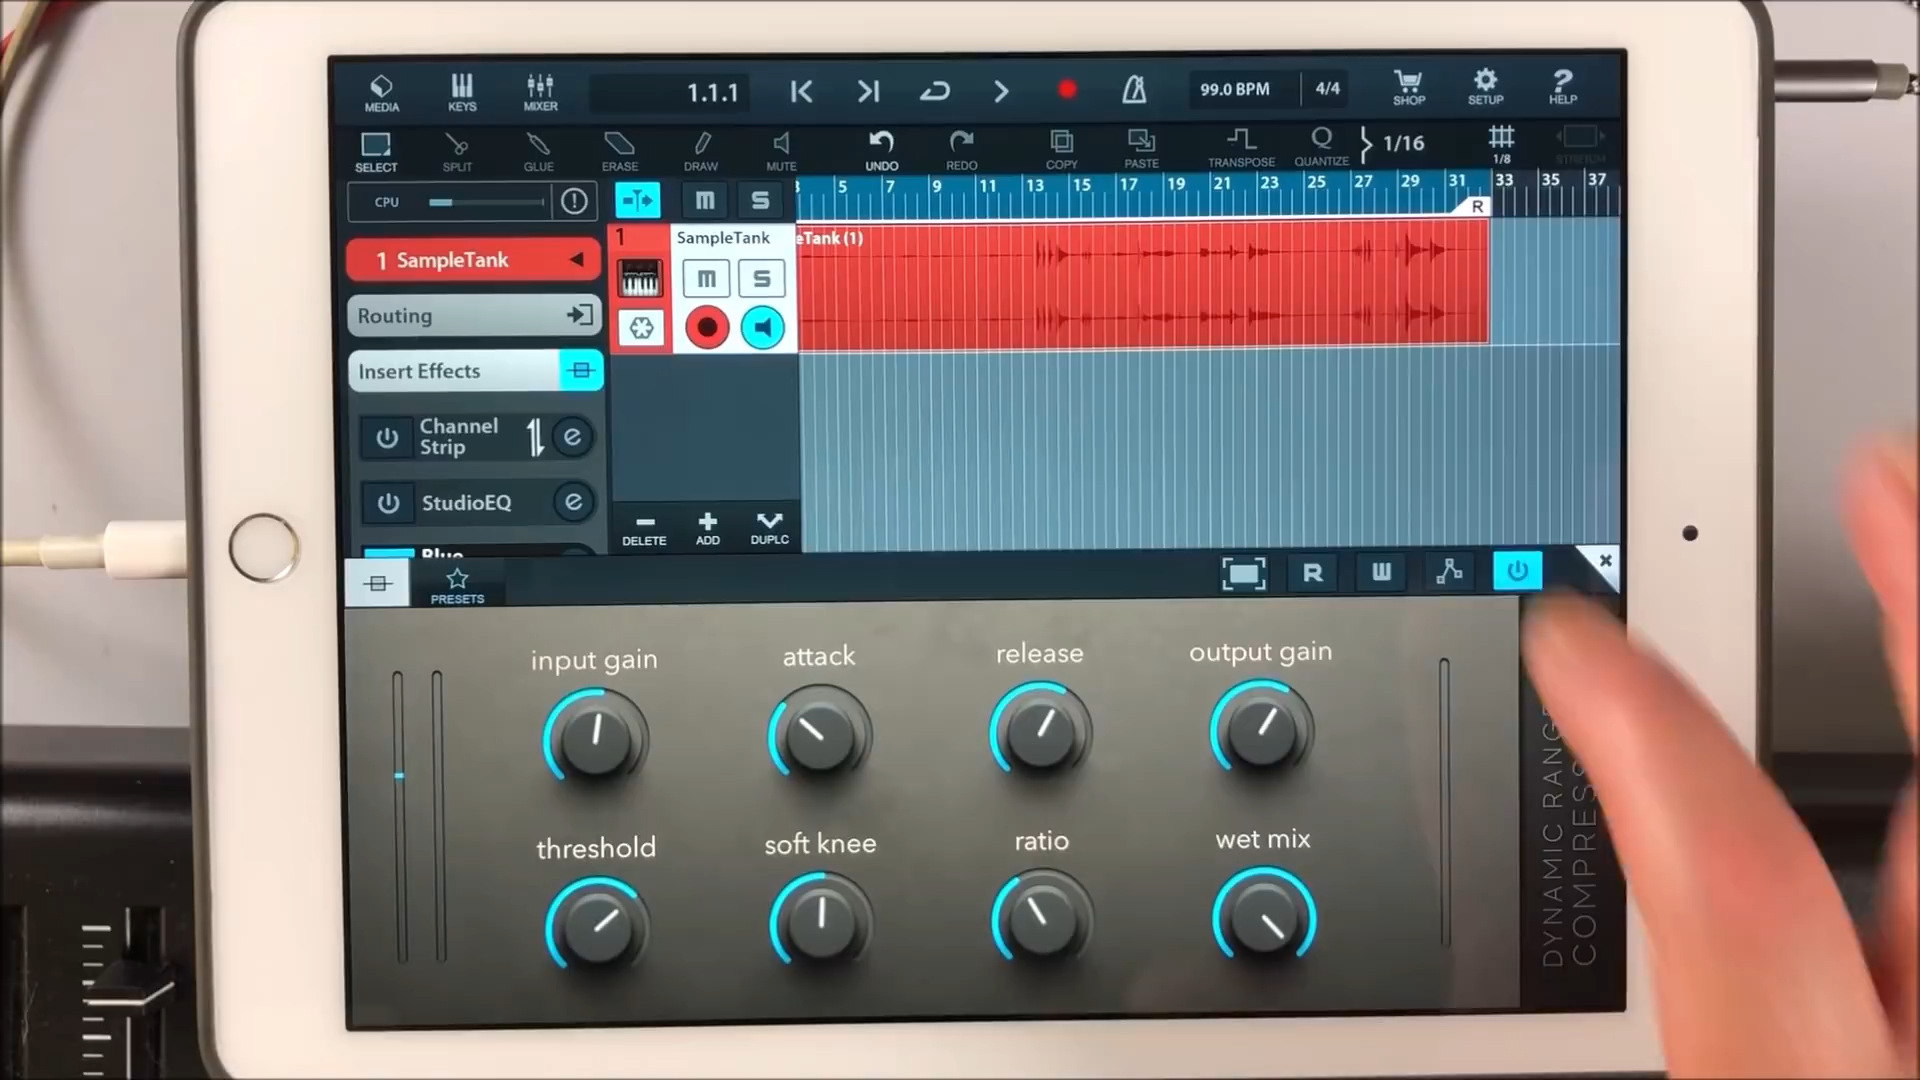 MEDIA
KEYS
MIXER
1.1.1
99.0 BPM
4/4
SHOP
SETUP
?
HELP
SELECT
SPLIT
GLUE
ERASE
DRAW
MUTE
UNDO
REDO
COPY
PASTE
TRANSPOSE
Q
QUANTIZE
1/16
1/8
STRETCH
CPU
M
S
3 5 7 9 11 13 15 17 19 21 23 25 27 29 31 33 35 37
R
1 SampleTank
1
SampleTank
eTank (1)
M
S
Routing
Insert Effects
Channel
Strip
e
StudioEQ
e
Blue
DELETE
ADD
DUPLC
PRESETS
R
W
input gain
attack
release
output gain
threshold
soft knee
ratio
wet mix
DYNAMIC RANGE
COMPRES